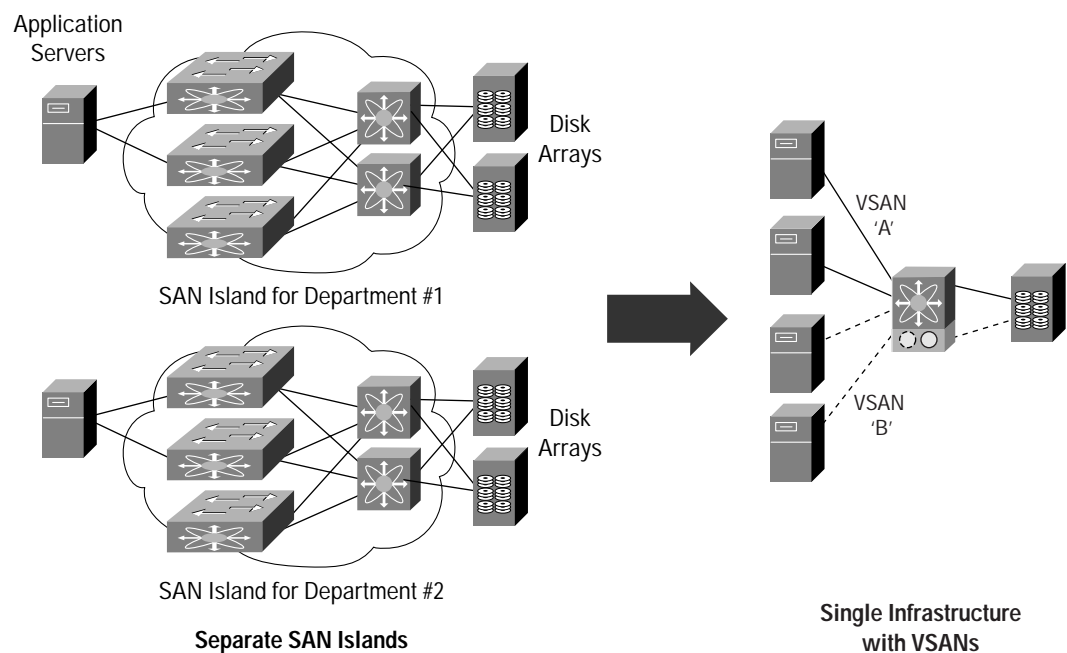 Application
Servers
Disk
Arrays
SAN Island for Department #1
Disk
Arrays
SAN Island for Department #2
Separate SAN Islands
VSAN
'A'
VSAN
'B'
Single Infrastructure
with VSANs